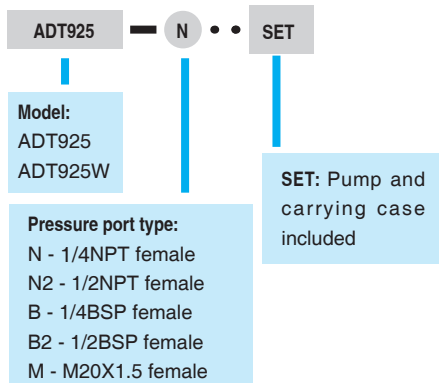 ADT925 N SET
Model:
ADT925
ADT925W
Pressure port type:
N - 1/4NPT female
N2 - 1/2NPT female
B - 1/4BSP female
B2 - 1/2BSP female
M - M20X1.5 female
SET: Pump and
carrying case
included